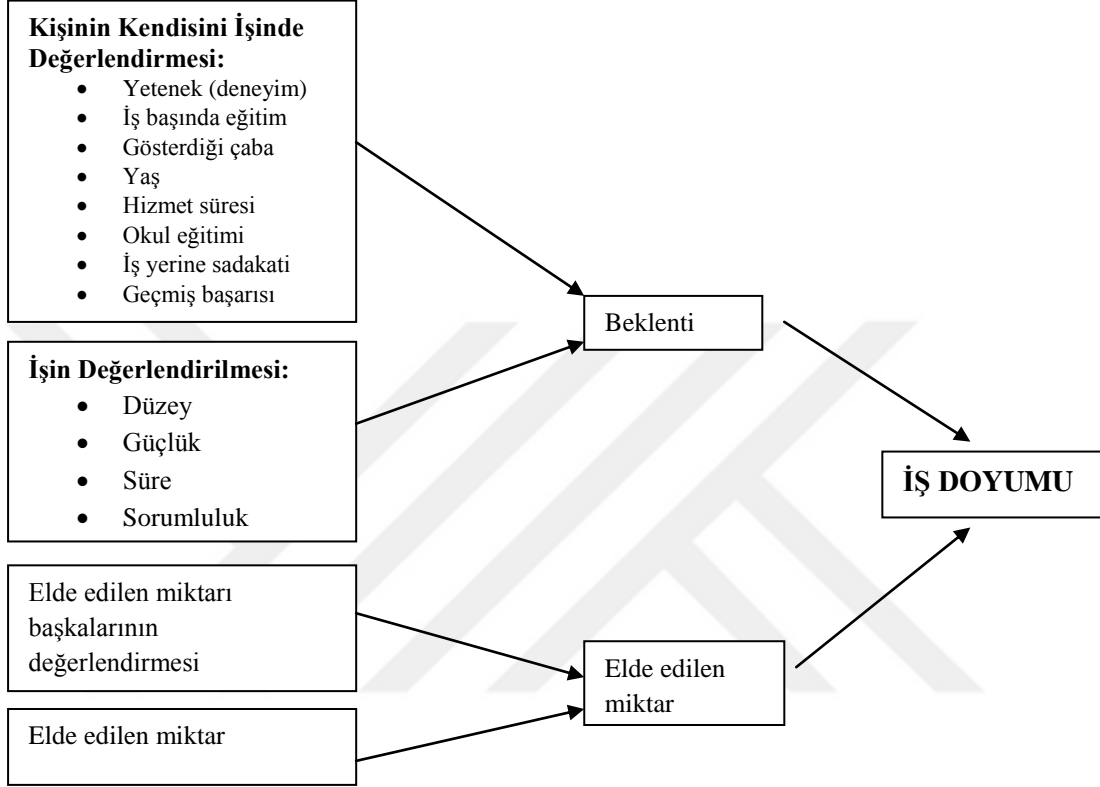 Kişinin Kendisini İşinde
Değerlendirmesi:
• Yetenek (deneyim)
• İş başında eğitim
• Gösterdiği çaba
• Yaş
• Hizmet süresi
• Okul eğitimi
• İş yerine sadakati
• Geçmiş başarısı
Beklenti
İşin Değerlendirilmesi:
• Düzey
• Güçlük
• Süre
• Sorumluluk
İŞ DOYUMU
Elde edilen miktarı
başkalarının
değerlendirmesi
Elde edilen
miktar
Elde edilen miktar